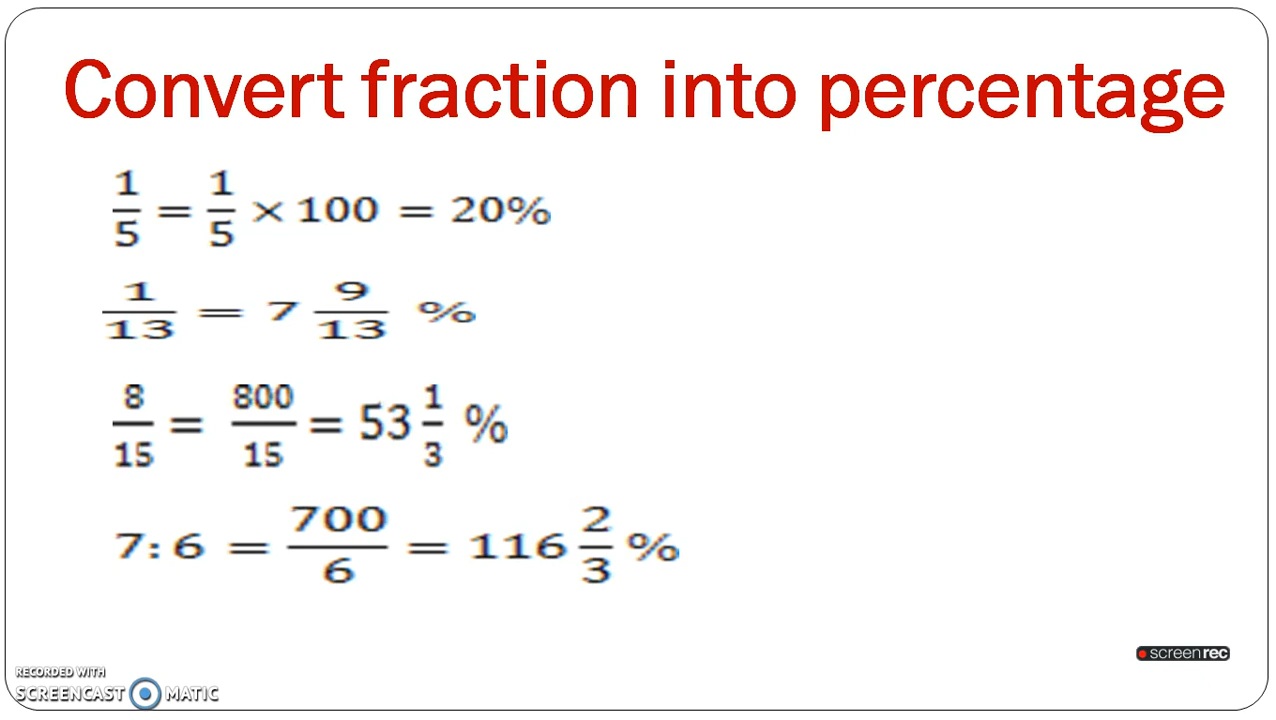 Convert fraction into percentage
1/5 = 1/5 × 100 = 20%
1/13 = 7 9/13 %
8/15 = 800/15 = 53 1/3 %
7:6 = 700/6 = 116 2/3 %
screenrec
RECORDED WITH
SCREENCAST MATIC